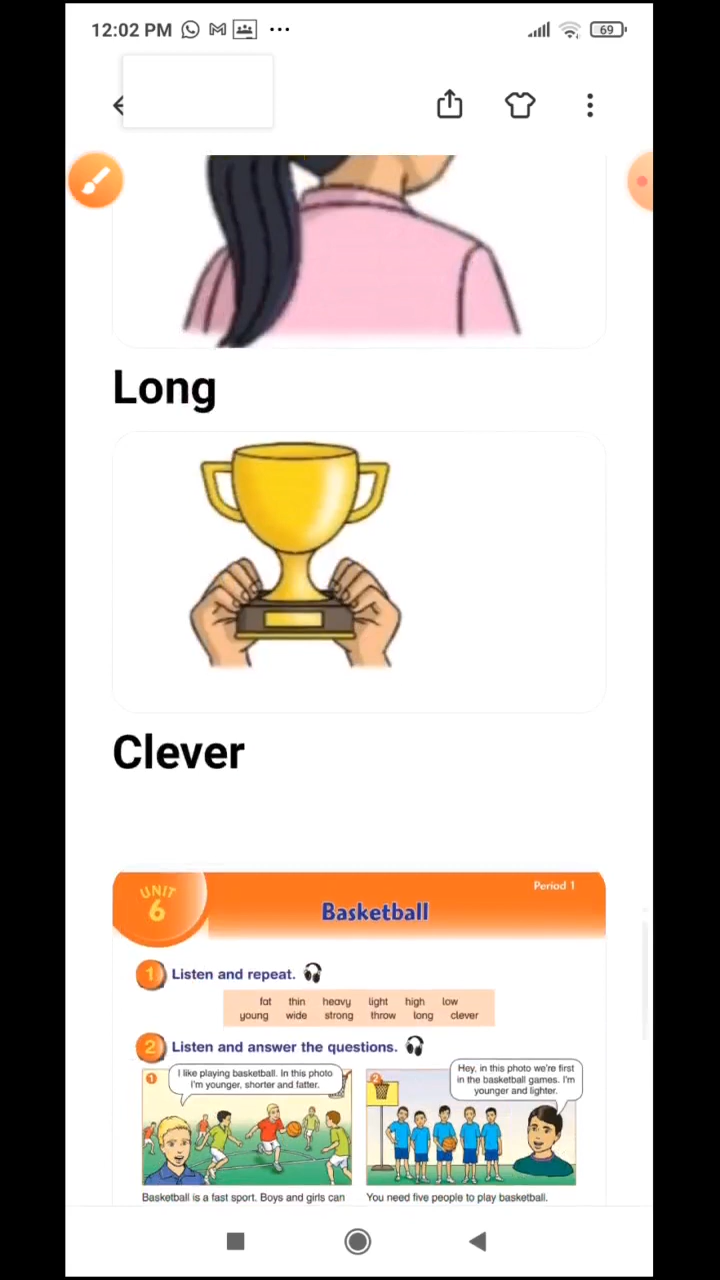 12:02 PM
69
Long
Clever
UNIT
6
Period 1
Basketball
1 Listen and repeat.
fat thin heavy light high low
young wide strong throw long clever
2 Listen and answer the questions.
1
I like playing basketball. In this photo
I'm younger, shorter and fatter.
2
Hey, in this photo we're first
in the basketball games. I'm
younger and lighter.
Basketball is a fast sport. Boys and girls can
You need five people to play basketball.